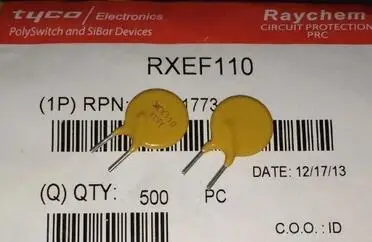 tyco / Electronics
PolySwitch and SiBar Devices
Raychem
CIRCUIT PROTECTION
PRC
RXEF110
(1P) RPN: 1773
DATE: 12/17/13
(Q) QTY: 500 PC
C.O.O.: ID